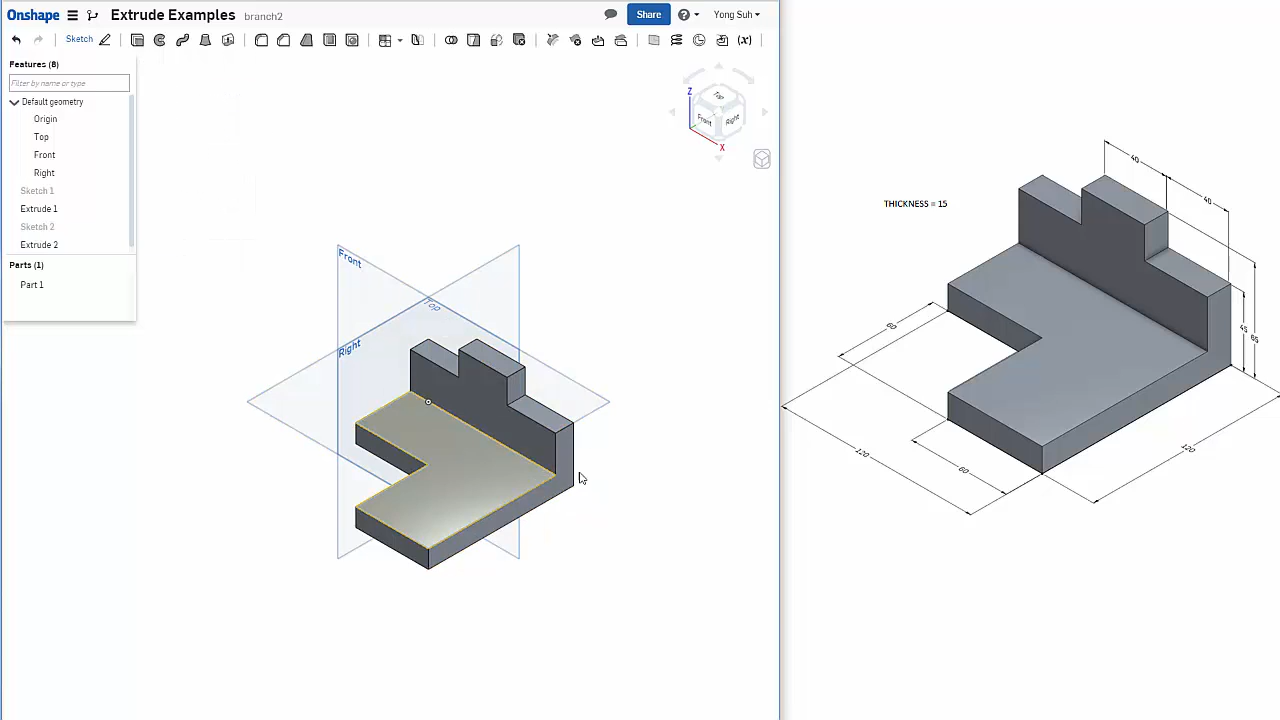 Onshape Extrude Examples branch2 Share Yong Suh
Sketch (x)
Features (8)
Filter by name or type
Default geometry
Origin
Top
Front
Right
Sketch 1
Extrude 1
Sketch 2
Extrude 2
Parts (1)
Part 1
Z
Top
Front
Right
X
Front
Top
Right
THICKNESS = 15
40
40
45
65
60
60
120
120